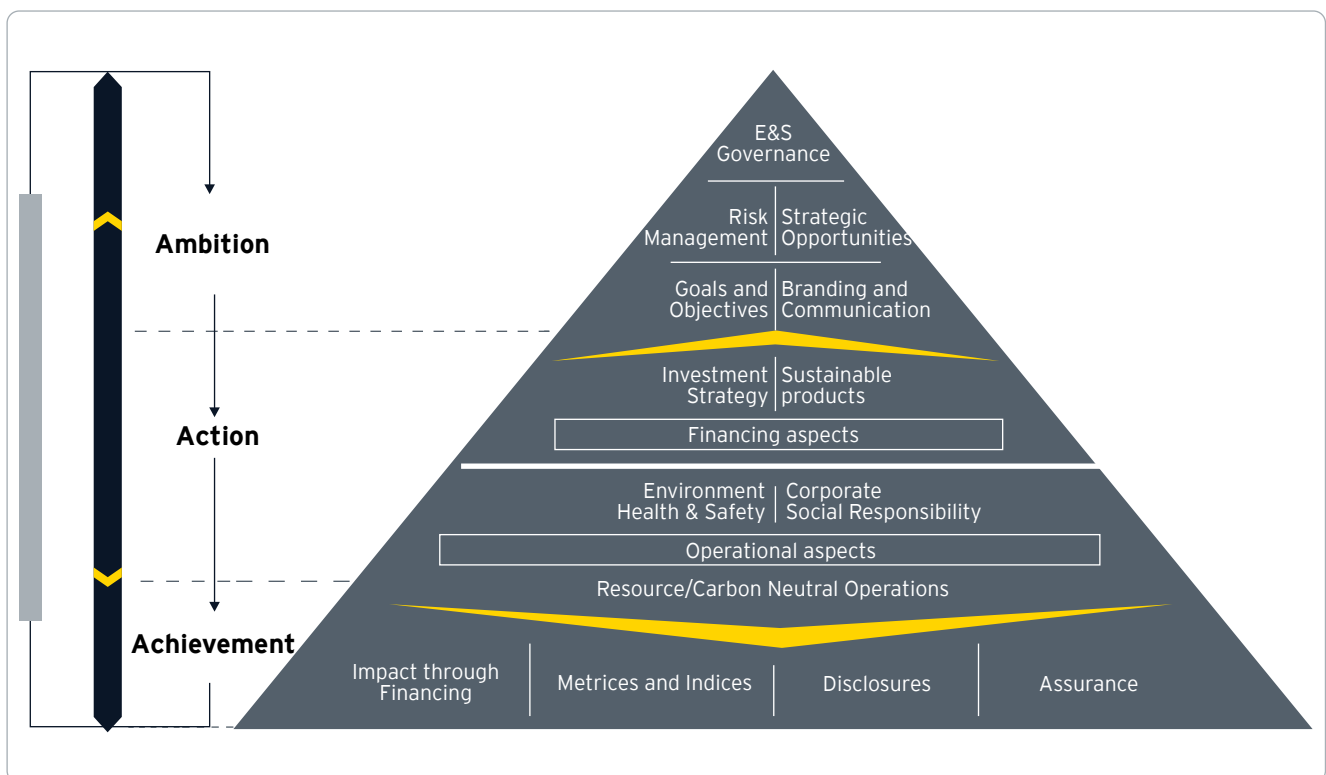 Ambition
Action
Achievement
E&S
Governance
Risk
Management
Strategic
Opportunities
Goals and
Objectives
Branding and
Communication
Investment
Strategy
Sustainable
products
Financing aspects
Environment
Health & Safety
Corporate
Social Responsibility
Operational aspects
Resource/Carbon Neutral Operations
Impact through
Financing
Metrices and Indices
Disclosures
Assurance